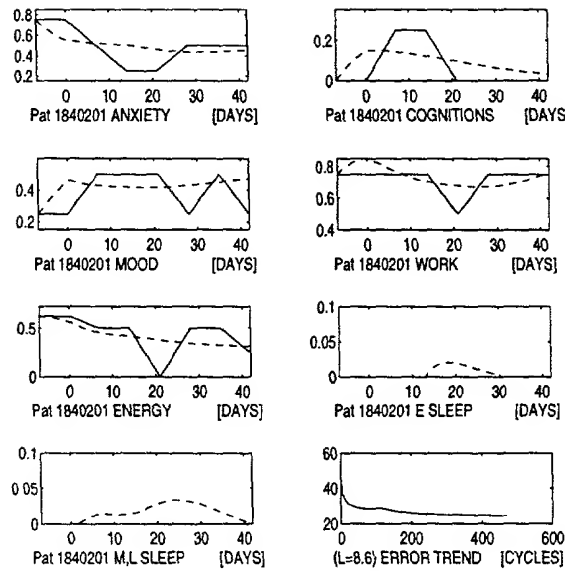 0.8
0.6
0.4
0.2
0 10 20 30 40
Pat 1840201 ANXIETY [DAYS]
0.2
0
0 10 20 30 40
Pat 1840201 COGNITIONS [DAYS
0.4
0.2
0 10 20 30 40
Pat 1840201 MOOD [DAYS]
0.8
0.6
0.4
0 10 20 30 40
Pat 1840201 WORK [DAYS]
0.5
0
0 10 20 30 40
Pat 1840201 ENERGY [DAYS]
0.1
0.05
0
0 10 20 30 40
Pat 1840201 E SLEEP [DAYS]
0.1
0 05
0
0 10 20 30 40
Pat 1840201 M,L SLEEP [DAYS]
60
40
20
0 200 400 600
(L=8.6) ERROR TREND [CYCLES]